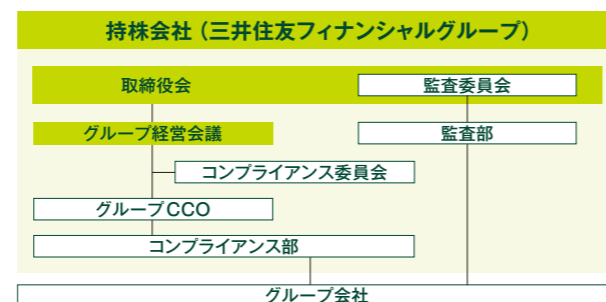 持株会社（三井住友フィナンシャルグループ）
取締役会
監査委員会
グループ経営会議
監査部
コンプライアンス委員会
グループCCO
コンプライアンス部
グループ会社